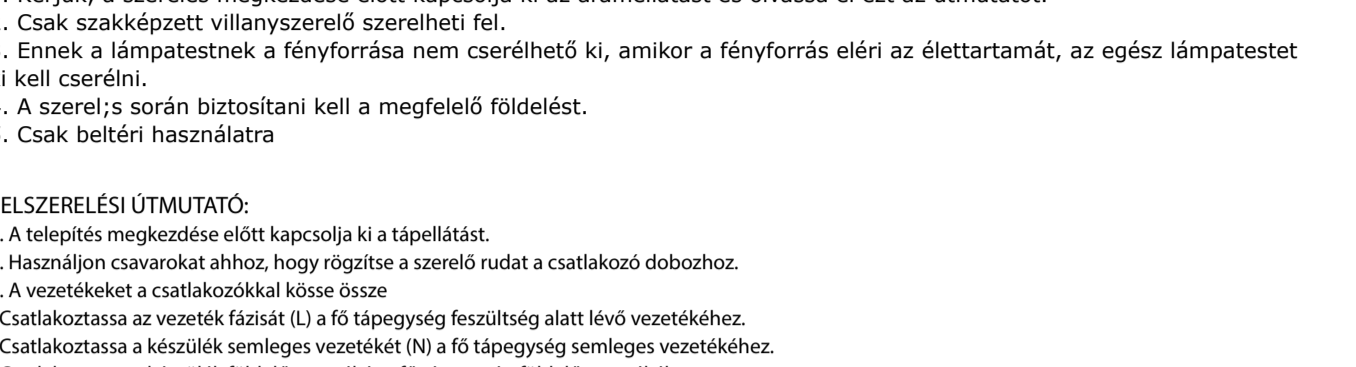 . Csak szakképzett villanyszerelő szerelheti fel.
. Ennek a lámpatestnek a fényforrása nem cserélhető ki, amikor a fényforrás eléri az élettartamát, az egész lámpatestet
i kell cserélni.
. A szerel;s során biztosítani kell a megfelelő földelést.
. Csak beltéri használatra
ELSZERELÉSI ÚTMUTATÓ:
. A telepítés megkezdése előtt kapcsolja ki a tápellátást.
. Használjon csavarokat ahhoz, hogy rögzítse a szerelő rudat a csatlakozó dobozhoz.
. A vezetékeket a csatlakozókkal kösse össze
Csatlakoztassa az vezeték fázisát (L) a fő tápegység feszültség alatt lévő vezetékéhez.
Csatlakoztassa a készülék semleges vezetékét (N) a fő tápegység semleges vezetékéhez.